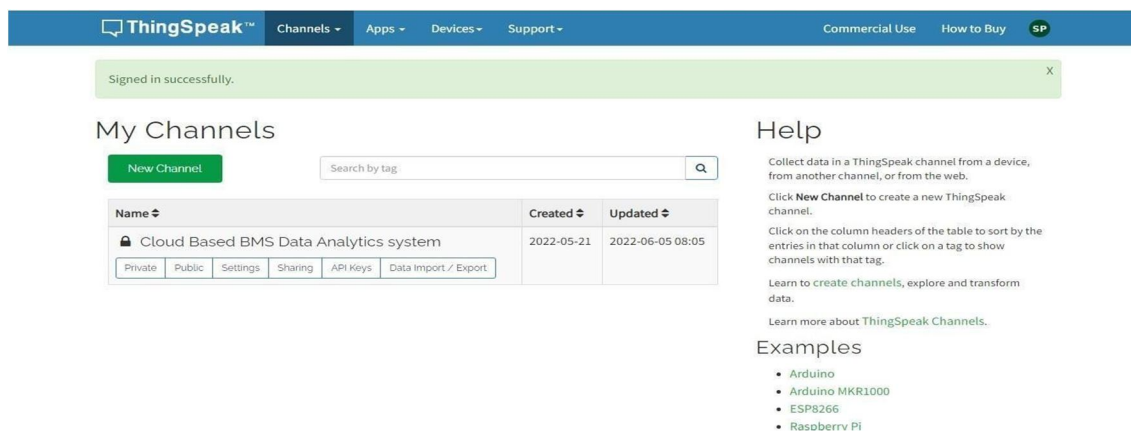 ThingSpeak™ Channels Apps Devices Support Commercial Use How to Buy SP
Signed in successfully. X
My Channels
New Channel Search by tag
Name Created Updated
Cloud Based BMS Data Analytics system 2022-05-21 2022-06-05 08:05
Private Public Settings Sharing API Keys Data Import / Export
Help
Collect data in a ThingSpeak channel from a device,
from another channel, or from the web.
Click New Channel to create a new ThingSpeak
channel.
Click on the column headers of the table to sort by the
entries in that column or click on a tag to show
channels with that tag.
Learn to create channels, explore and transform
data.
Learn more about ThingSpeak Channels.
Examples
• Arduino
• Arduino MKR1000
• ESP8266
• Raspberry Pi